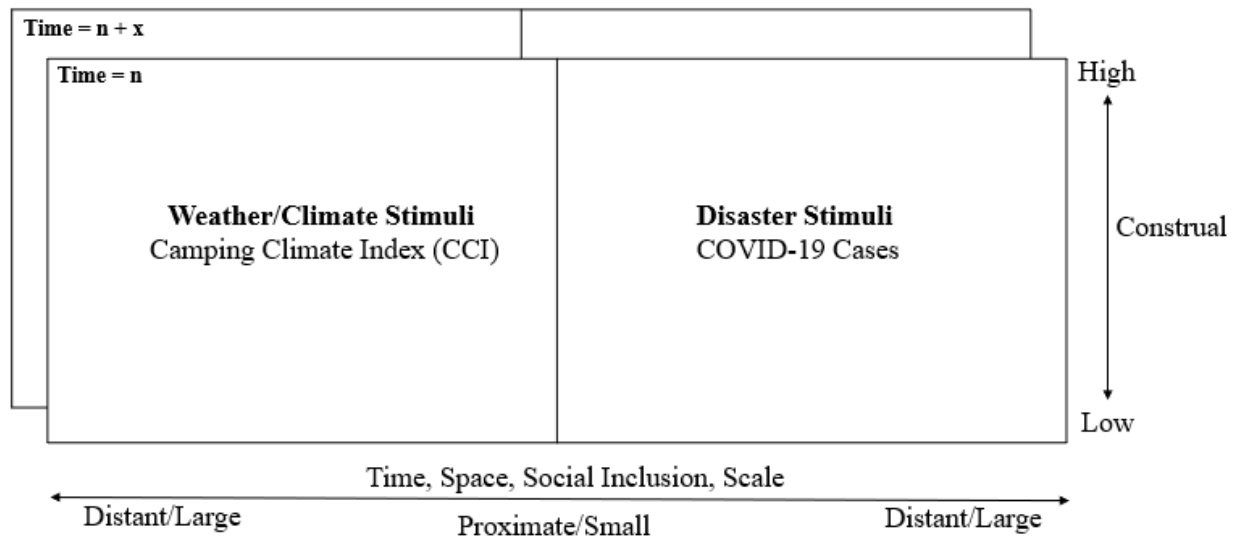 Time = n + x
Time = n
High
Weather/Climate Stimuli
Camping Climate Index (CCI)
Disaster Stimuli
COVID-19 Cases
Construal
Low
Time, Space, Social Inclusion, Scale
Distant/Large
Proximate/Small
Distant/Large